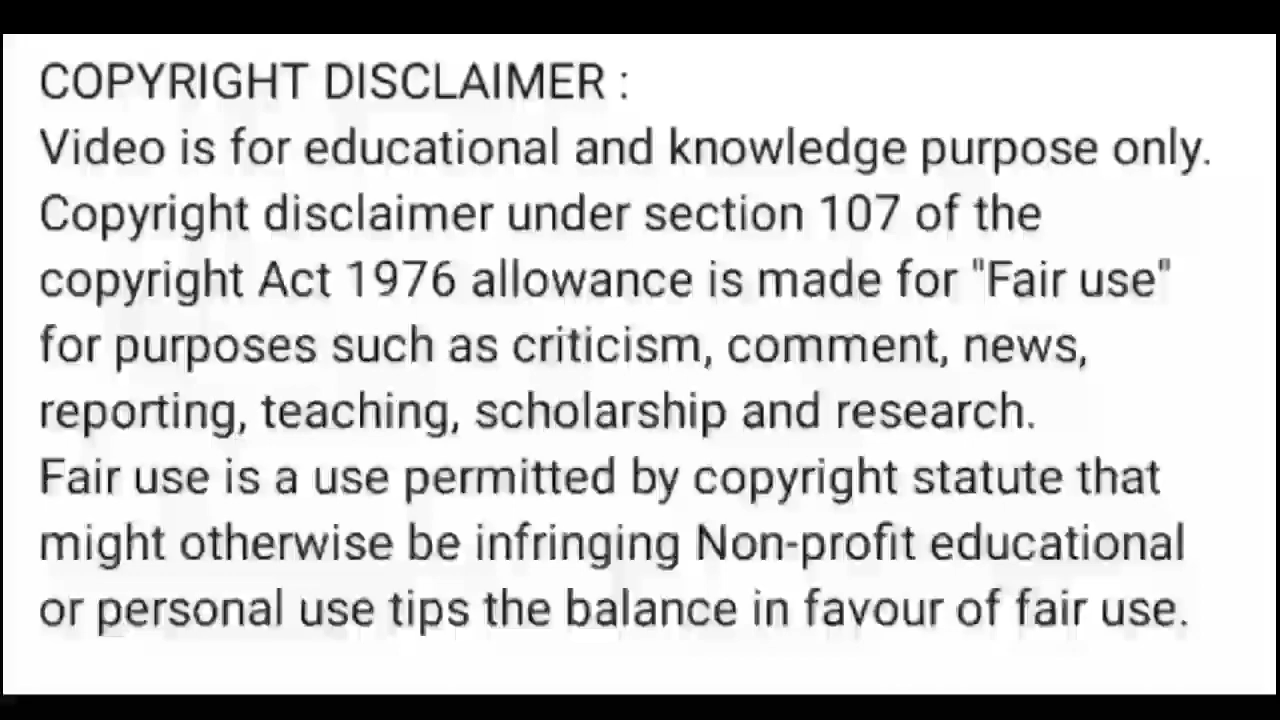 COPYRIGHT DISCLAIMER :
Video is for educational and knowledge purpose only.
Copyright disclaimer under section 107 of the
copyright Act 1976 allowance is made for "Fair use"
for purposes such as criticism, comment, news,
reporting, teaching, scholarship and research.
Fair use is a use permitted by copyright statute that
might otherwise be infringing Non-profit educational
or personal use tips the balance in favour of fair use.